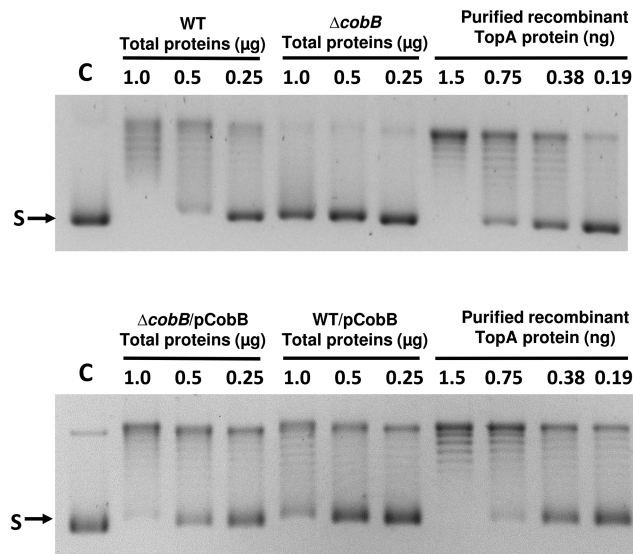 WT
Total proteins (µg)
ΔcobB
Total proteins (µg)
Purified recombinant
TopA protein (ng)
C 1.0 0.5 0.25 1.0 0.5 0.25 1.5 0.75 0.38 0.19
S
ΔcobB/pCobB
Total proteins (µg)
WT/pCobB
Total proteins (µg)
Purified recombinant
TopA protein (ng)
C 1.0 0.5 0.25 1.0 0.5 0.25 1.5 0.75 0.38 0.19
S